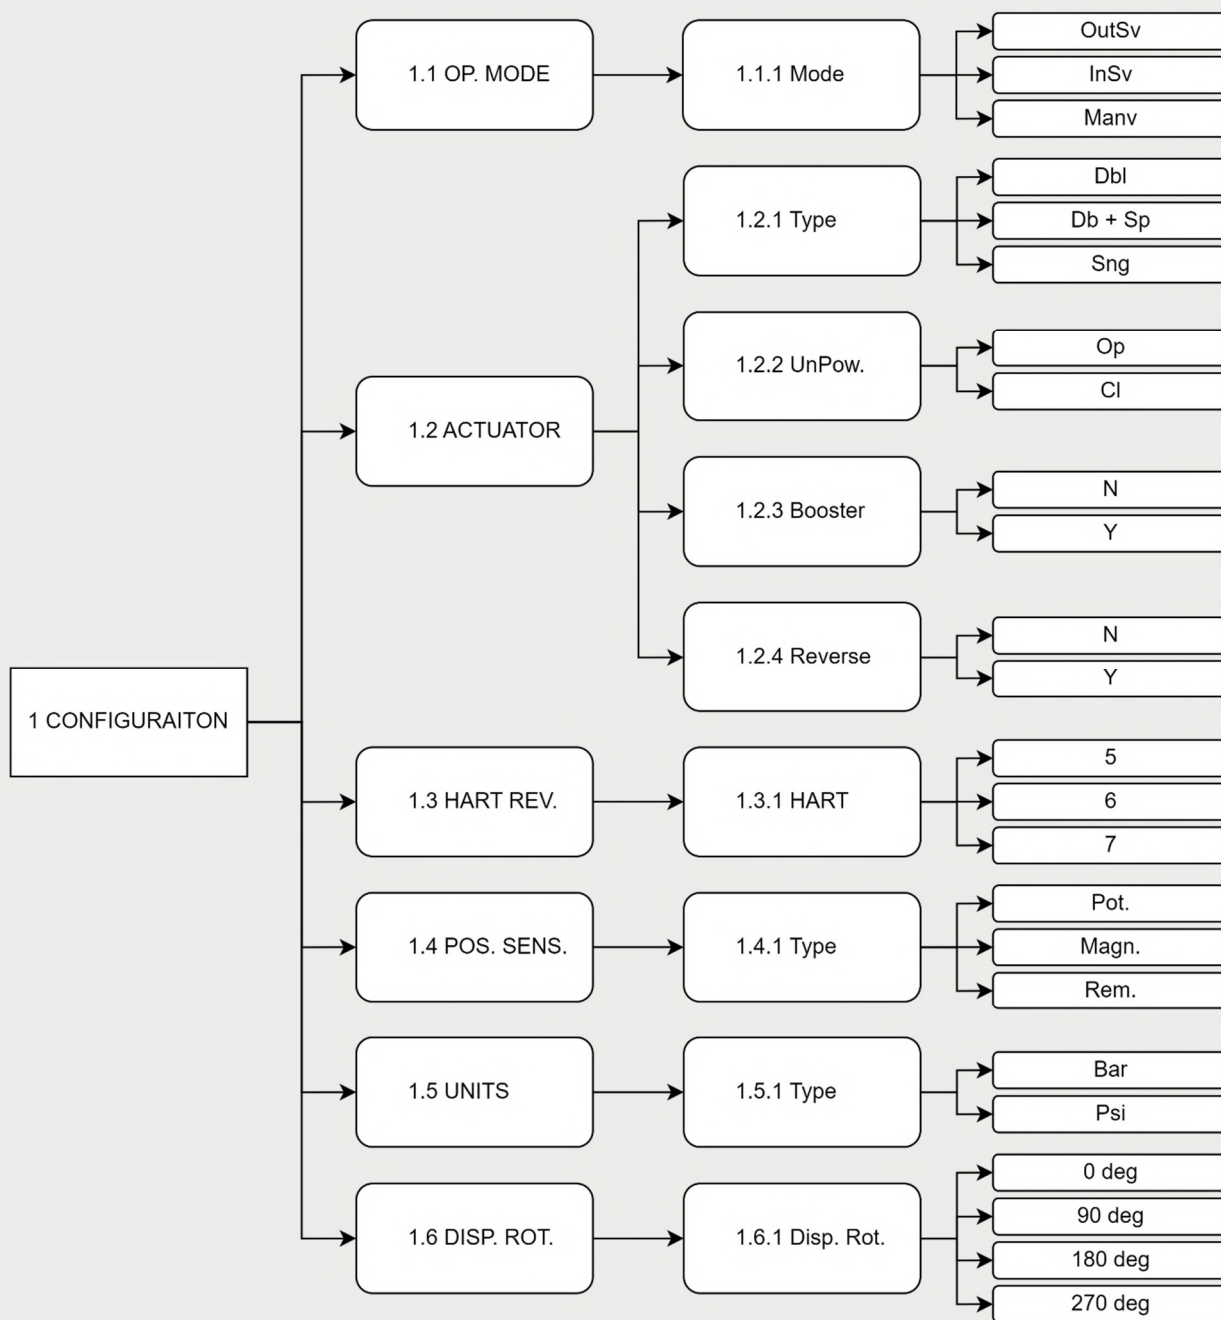 1 CONFIGURAITON
1.1 OP. MODE
1.1.1 Mode
OutSv
InSv
Manv
1.2 ACTUATOR
1.2.1 Type
Dbl
Db + Sp
Sng
1.2.2 UnPow.
Op
Cl
1.2.3 Booster
N
Y
1.2.4 Reverse
N
Y
1.3 HART REV.
1.3.1 HART
5
6
7
1.4 POS. SENS.
1.4.1 Type
Pot.
Magn.
Rem.
1.5 UNITS
1.5.1 Type
Bar
Psi
1.6 DISP. ROT.
1.6.1 Disp. Rot.
0 deg
90 deg
180 deg
270 deg